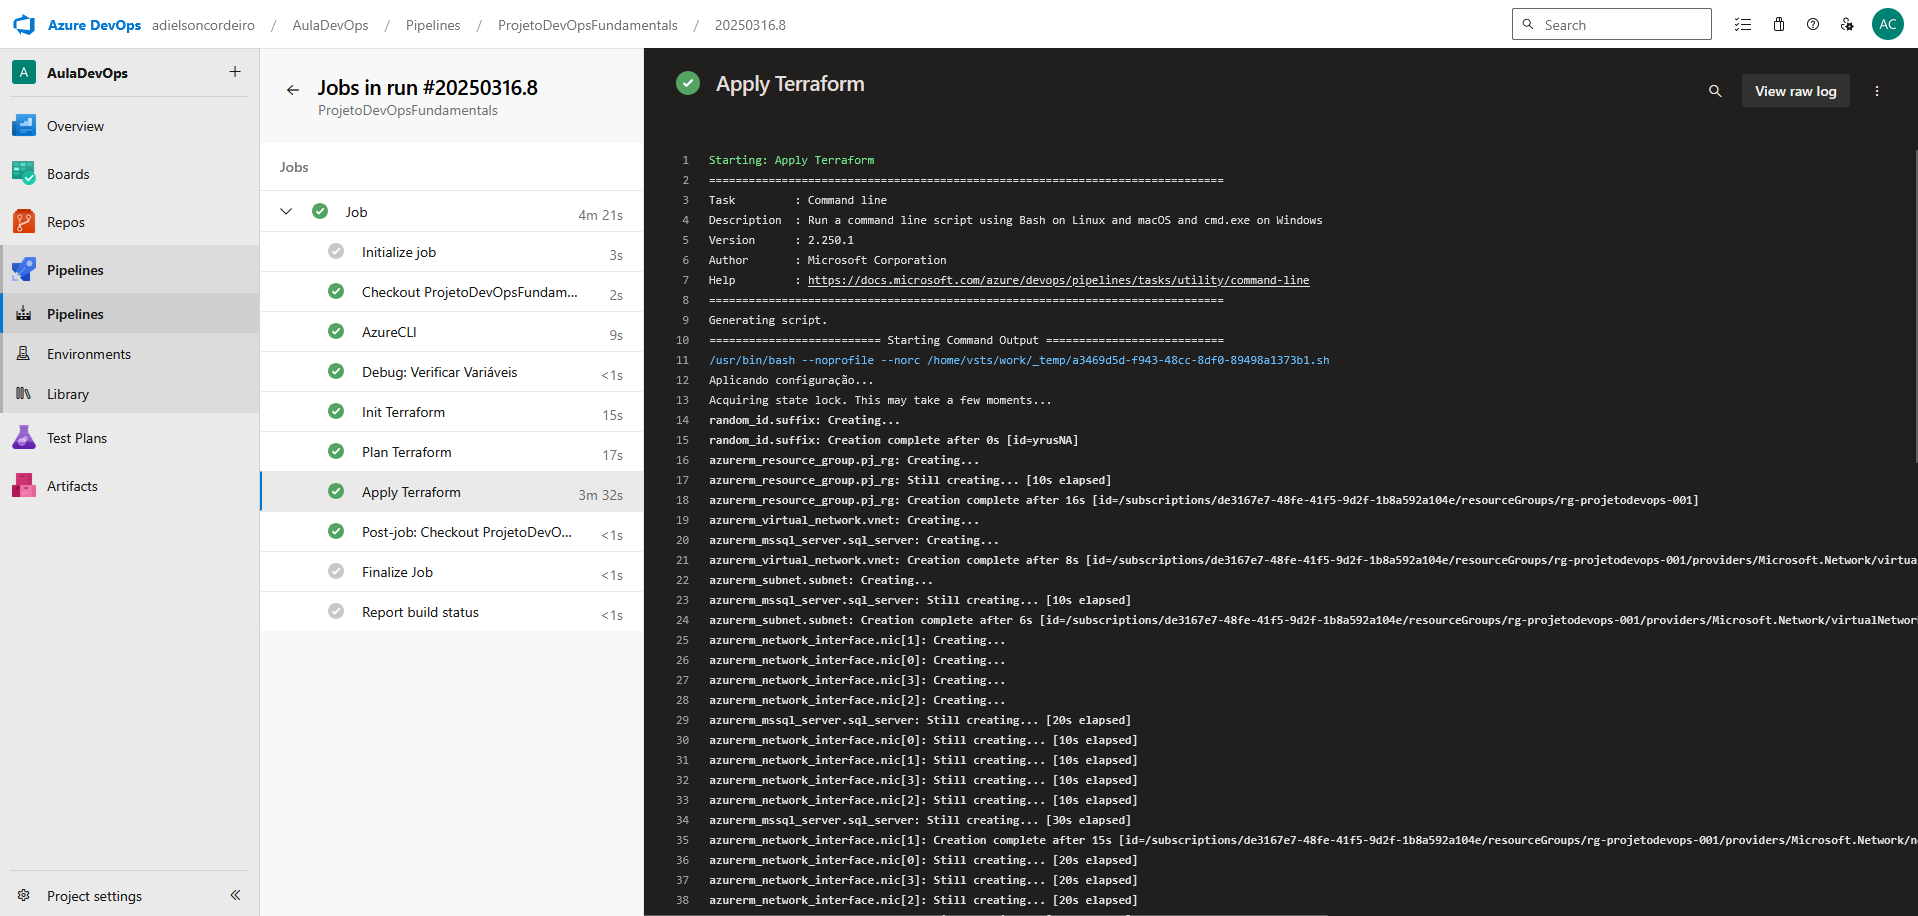 Azure DevOps adielsoncordeiro / AulaDevOps / Pipelines / ProjetoDevOpsFundamentals / 20250316.8
Search
AC
A AulaDevOps +
Overview
Boards
Repos
Pipelines
Pipelines
Environments
Library
Test Plans
Artifacts
Project settings
Jobs in run #20250316.8
ProjetoDevOpsFundamentals
Jobs
Job 4m 21s
Initialize job 3s
Checkout ProjetoDevOpsFundam... 2s
AzureCLI 9s
Debug: Verificar Variáveis <1s
Init Terraform 15s
Plan Terraform 17s
Apply Terraform 3m 32s
Post-job: Checkout ProjetoDevO... <1s
Finalize Job <1s
Report build status <1s
Apply Terraform
View raw log
1 Starting: Apply Terraform
2 ==============================================================================
3 Task         : Command line
4 Description  : Run a command line script using Bash on Linux and macOS and cmd.exe on Windows
5 Version      : 2.250.1
6 Author       : Microsoft Corporation
7 Help         : https://docs.microsoft.com/azure/devops/pipelines/tasks/utility/command-line
8 ==============================================================================
9 Generating script.
10 ========================== Starting Command Output ===========================
11 /usr/bin/bash --noprofile --norc /home/vsts/work/_temp/a3469d5d-f943-48cc-8df0-89498a1373b1.sh
12 Aplicando configuração...
13 Acquiring state lock. This may take a few moments...
14 random_id.suffix: Creating...
15 random_id.suffix: Creation complete after 0s [id=yrusNA]
16 azurerm_resource_group.pj_rg: Creating...
17 azurerm_resource_group.pj_rg: Still creating... [10s elapsed]
18 azurerm_resource_group.pj_rg: Creation complete after 16s [id=/subscriptions/de3167e7-48fe-41f5-9d2f-1b8a592a104e/resourceGroups/rg-projetodevops-001]
19 azurerm_virtual_network.vnet: Creating...
20 azurerm_mssql_server.sql_server: Creating...
21 azurerm_virtual_network.vnet: Creation complete after 8s [id=/subscriptions/de3167e7-48fe-41f5-9d2f-1b8a592a104e/resourceGroups/rg-projetodevops-001/providers/Microsoft.Network/virtua
22 azurerm_subnet.subnet: Creating...
23 azurerm_mssql_server.sql_server: Still creating... [10s elapsed]
24 azurerm_subnet.subnet: Creation complete after 6s [id=/subscriptions/de3167e7-48fe-41f5-9d2f-1b8a592a104e/resourceGroups/rg-projetodevops-001/providers/Microsoft.Network/virtualNetwor
25 azurerm_network_interface.nic[1]: Creating...
26 azurerm_network_interface.nic[0]: Creating...
27 azurerm_network_interface.nic[3]: Creating...
28 azurerm_network_interface.nic[2]: Creating...
29 azurerm_mssql_server.sql_server: Still creating... [20s elapsed]
30 azurerm_network_interface.nic[0]: Still creating... [10s elapsed]
31 azurerm_network_interface.nic[1]: Still creating... [10s elapsed]
32 azurerm_network_interface.nic[3]: Still creating... [10s elapsed]
33 azurerm_network_interface.nic[2]: Still creating... [10s elapsed]
34 azurerm_mssql_server.sql_server: Still creating... [30s elapsed]
35 azurerm_network_interface.nic[1]: Creation complete after 15s [id=/subscriptions/de3167e7-48fe-41f5-9d2f-1b8a592a104e/resourceGroups/rg-projetodevops-001/providers/Microsoft.Network/n
36 azurerm_network_interface.nic[0]: Still creating... [20s elapsed]
37 azurerm_network_interface.nic[3]: Still creating... [20s elapsed]
38 azurerm_network_interface.nic[2]: Still creating... [20s elapsed]